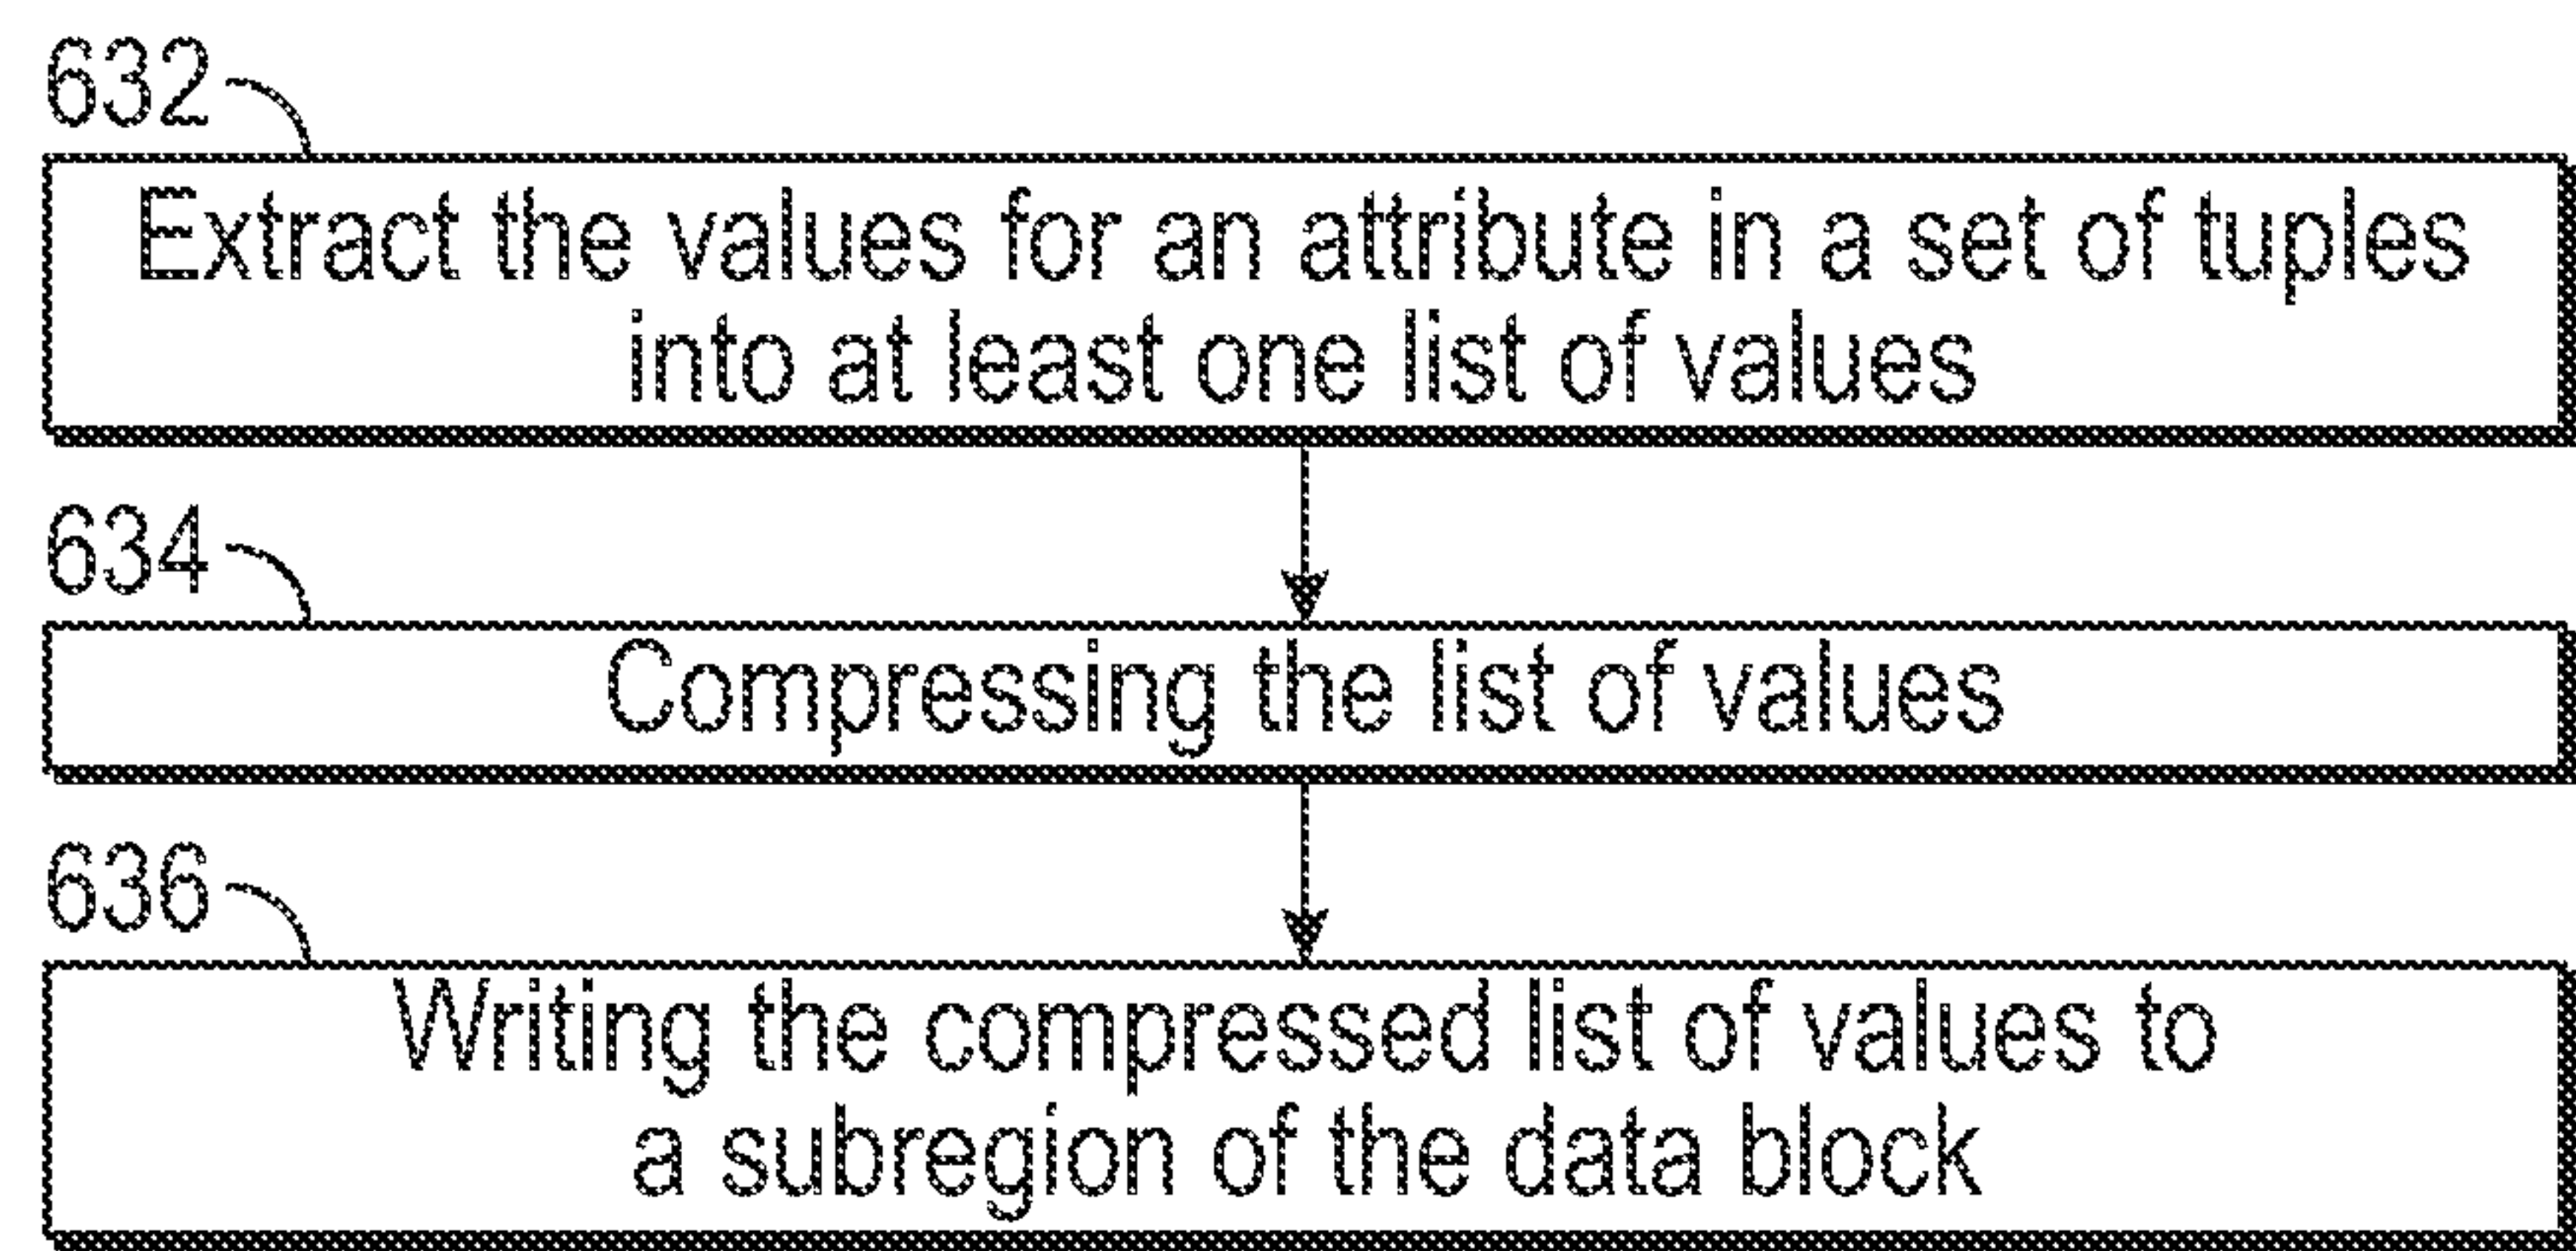 632
Extract the values for an attribute in a set of tuples
into at least one list of values
634
Compressing the list of values
636
Writing the compressed list of values to
a subregion of the data block